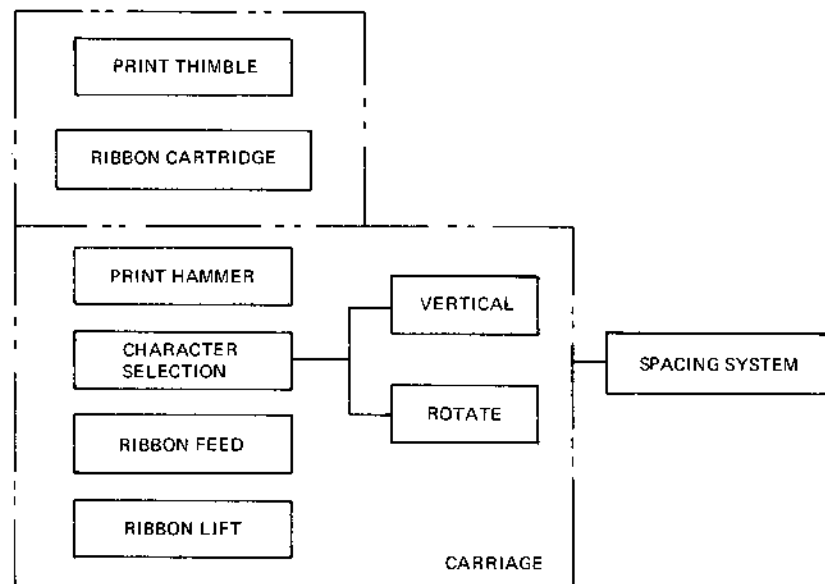 PRINT THIMBLE
RIBBON CARTRIDGE
PRINT HAMMER
VERTICAL
CHARACTER
SELECTION
SPACING SYSTEM
ROTATE
RIBBON FEED
RIBBON LIFT
CARRIAGE